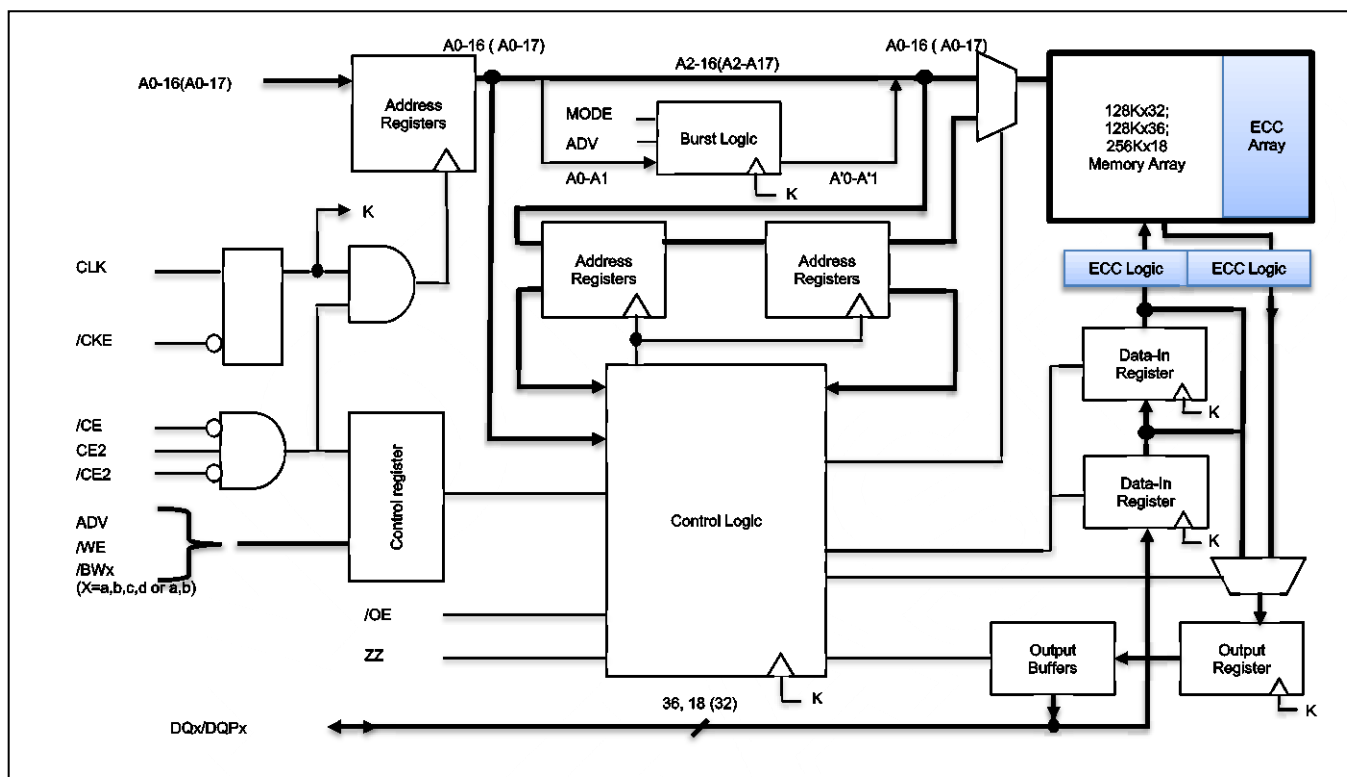 A0-16 ( A0-17)
A0-16 ( A0-17)
A2-16(A2-A17)
A0-16(A0-17)
Address
Registers
MODE
ADV
Burst Logic
A0-A1
A'0-A'1
K
128Kx32;
128Kx36;
256Kx18
Memory Array
ECC
Array
K
CLK
/CKE
Address
Registers
Address
Registers
ECC Logic
ECC Logic
Data-In
Register
K
/CE
CE2
/CE2
Control register
Control Logic
Data-In
Register
K
ADV
/WE
/BWx
(X=a,b,c,d or a,b)
/OE
ZZ
K
Output
Buffers
Output
Register
K
36, 18 (32)
DQx/DQPx